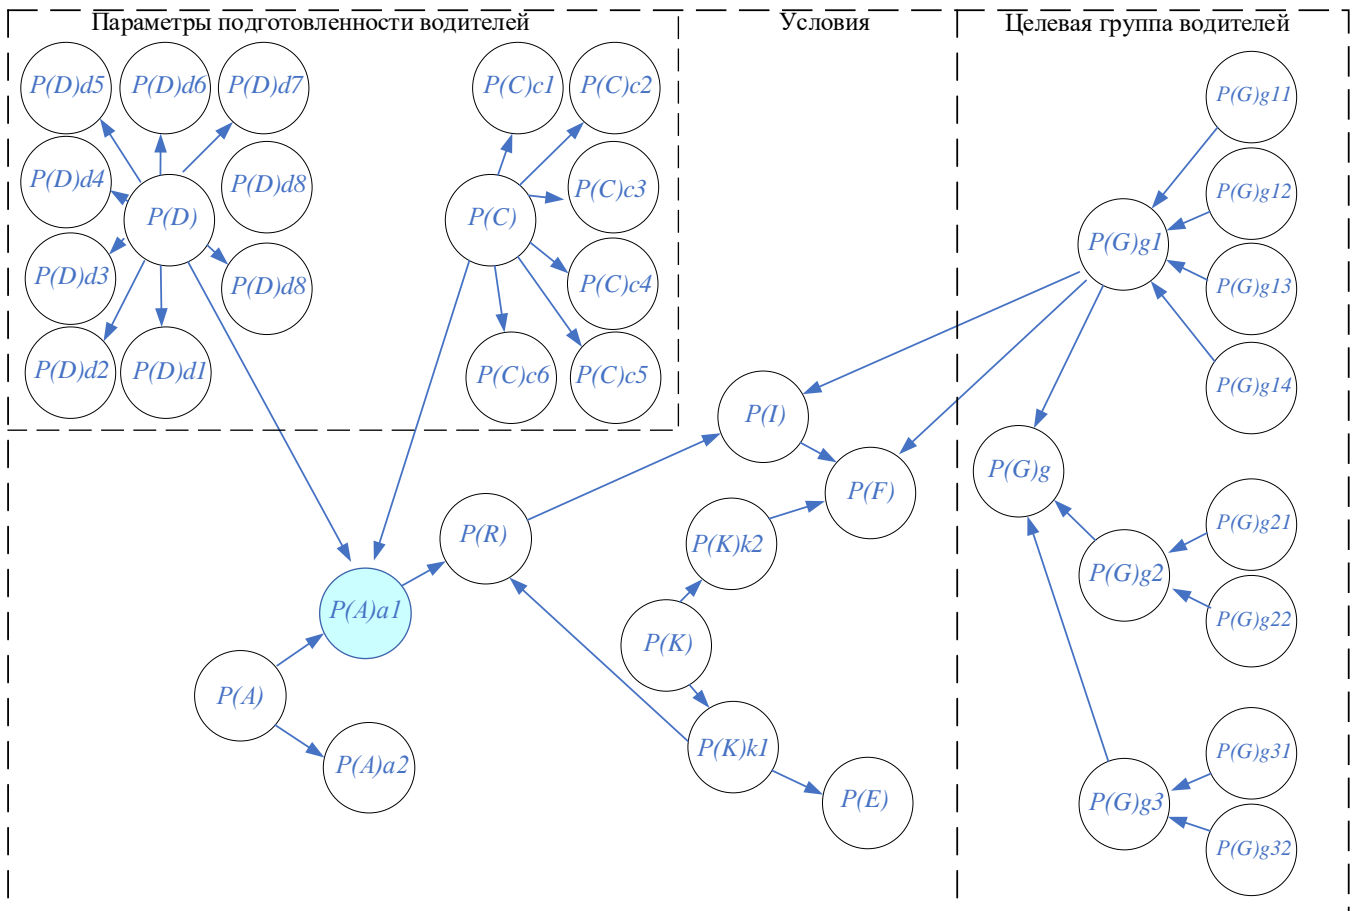 Параметры подготовленности водителей
Условия
Целевая группа водителей
P(D)d5
P(D)d6
P(D)d7
P(D)d4
P(D)d8
P(D)
P(D)d3
P(D)d8
P(D)d2
P(D)d1
P(C)c1
P(C)c2
P(C)c3
P(C)
P(C)c4
P(C)c6
P(C)c5
P(A)a1
P(A)
P(A)a2
P(R)
P(I)
P(F)
P(K)k2
P(K)
P(K)k1
P(E)
P(G)g11
P(G)g12
P(G)g1
P(G)g13
P(G)g14
P(G)g
P(G)g21
P(G)g2
P(G)g22
P(G)g31
P(G)g3
P(G)g32